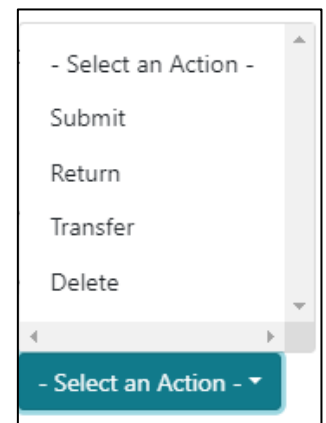 - Select an Action -
Submit
Return
Transfer
Delete
- Select an Action -